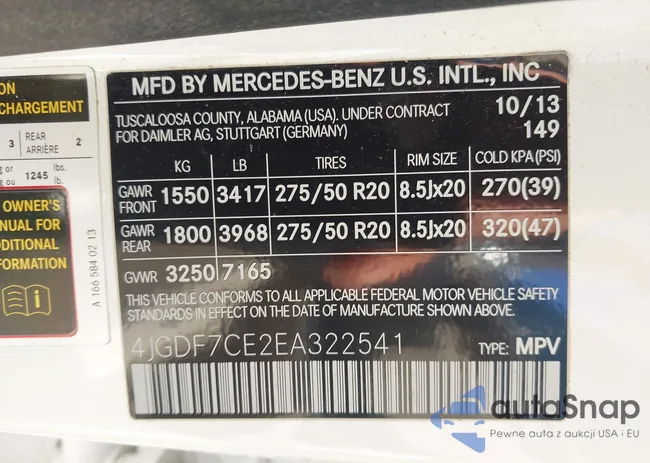 ON
CHARGEMENT
3 REAR ARRIÈRE 2
g or
g ou 1245 lbs. lb.
OWNER'S
NUAL FOR
DDITIONAL
FORMATION
A 166 584 02 13
MFD BY MERCEDES-BENZ U.S. INTL., INC
TUSCALOOSA COUNTY, ALABAMA (USA). UNDER CONTRACT 10/13
FOR DAIMLER AG, STUTTGART (GERMANY) 149
KG LB TIRES RIM SIZE COLD KPA(PSI)
GAWR FRONT 1550 3417 275/50 R20 8.5Jx20 270(39)
GAWR REAR 1800 3968 275/50 R20 8.5Jx20 320(47)
GVWR 3250 7165
THIS VEHICLE CONFORMS TO ALL APPLICABLE FEDERAL MOTOR VEHICLE SAFETY
STANDARDS IN EFFECT ON THE DATE OF MANUFACTURE SHOWN ABOVE.
4JGDF7CE2EA322541 TYPE: MPV
autoSnap
Pewne auta z aukcji USA i EU